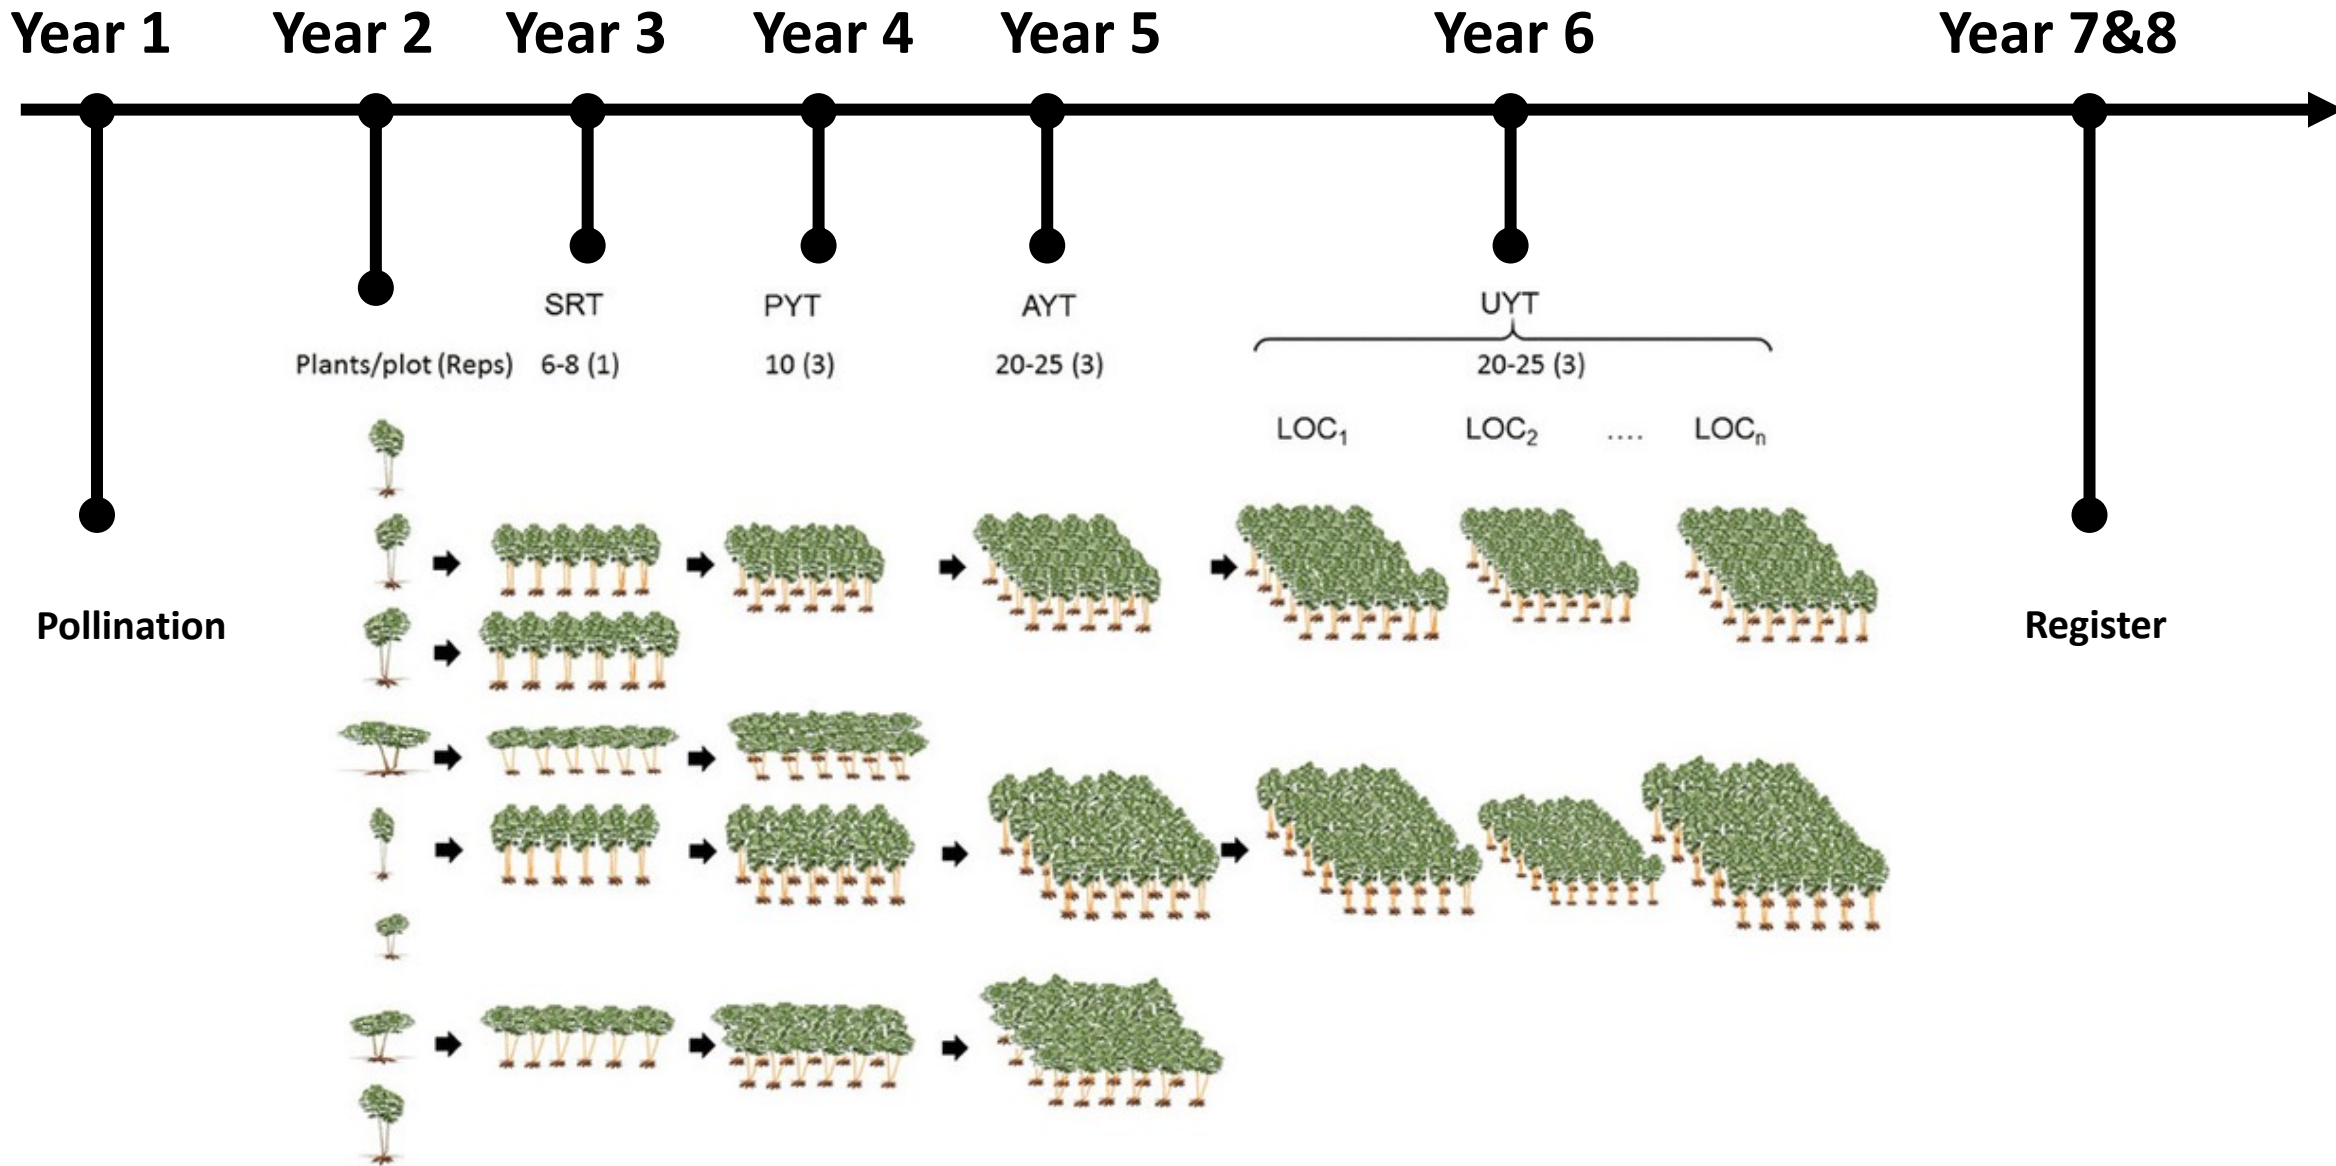 Year 1 Year 2 Year 3 Year 4 Year 5 Year 6 Year 7&8
SRT PYT AYT UYT
Plants/plot (Reps) 6-8 (1) 10 (3) 20-25 (3) 20-25 (3)
LOC1 LOC2 .... LOCn
Pollination Register